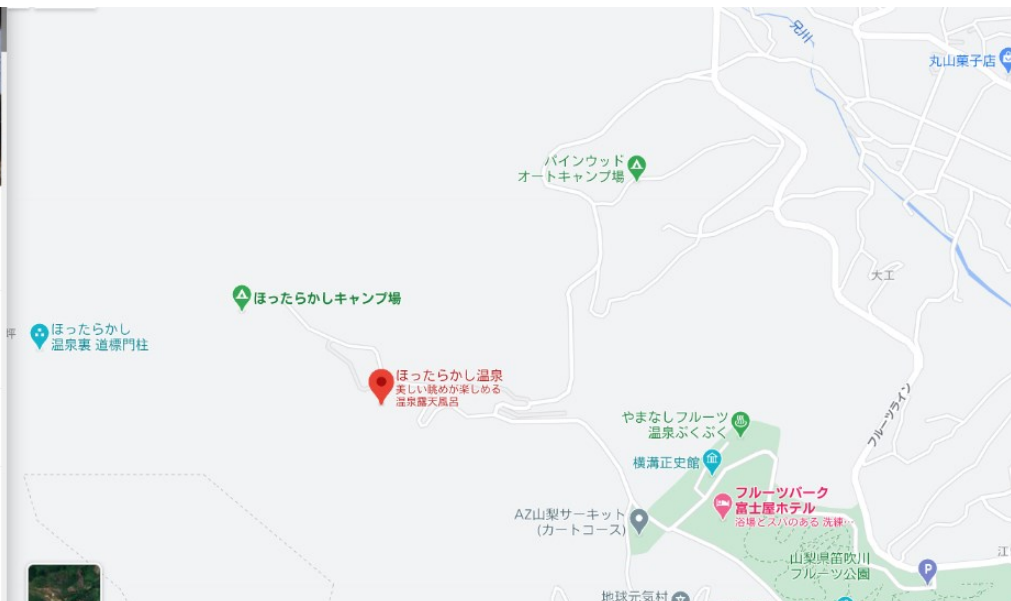 兄川
丸山菓子店
パインウッド
オートキャンプ場
大工
ほったらかしキャンプ場
坪
ほったらかし
温泉裏 道標門柱
ほったらかし温泉
美しい眺めが楽しめる
温泉露天風呂
フルーツライン
やまなしフルーツ
温泉ぷくぷく
横溝正史館
フルーツパーク
富士屋ホテル
浴場とスパのある 洗練…
AZ山梨サーキット
(カートコース)
江
山梨県笛吹川
フルーツ公園
P
地球元気村